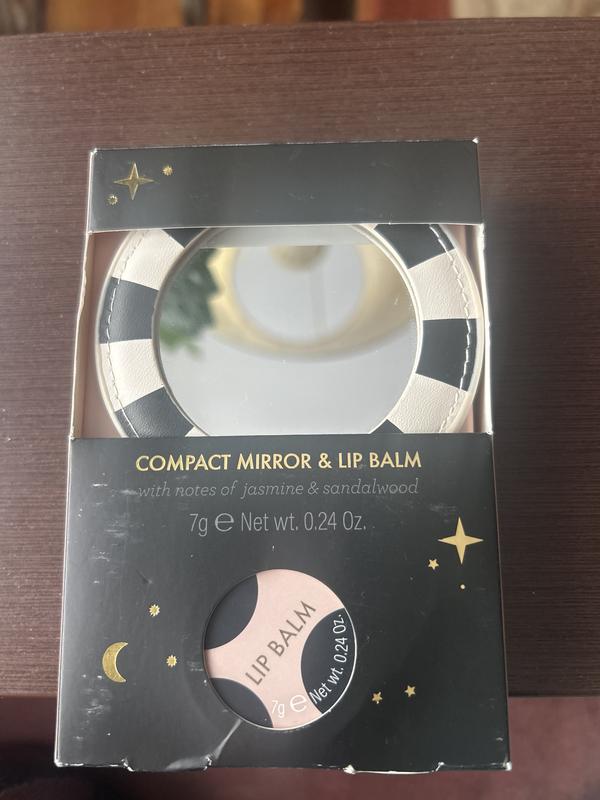 COMPACT MIRROR & LIP BALM
with notes of jasmine & sandalwood
7g ℮ Net wt. 0.24 Oz.
LIP BALM
7g ℮ Net wt. 0.24 Oz.